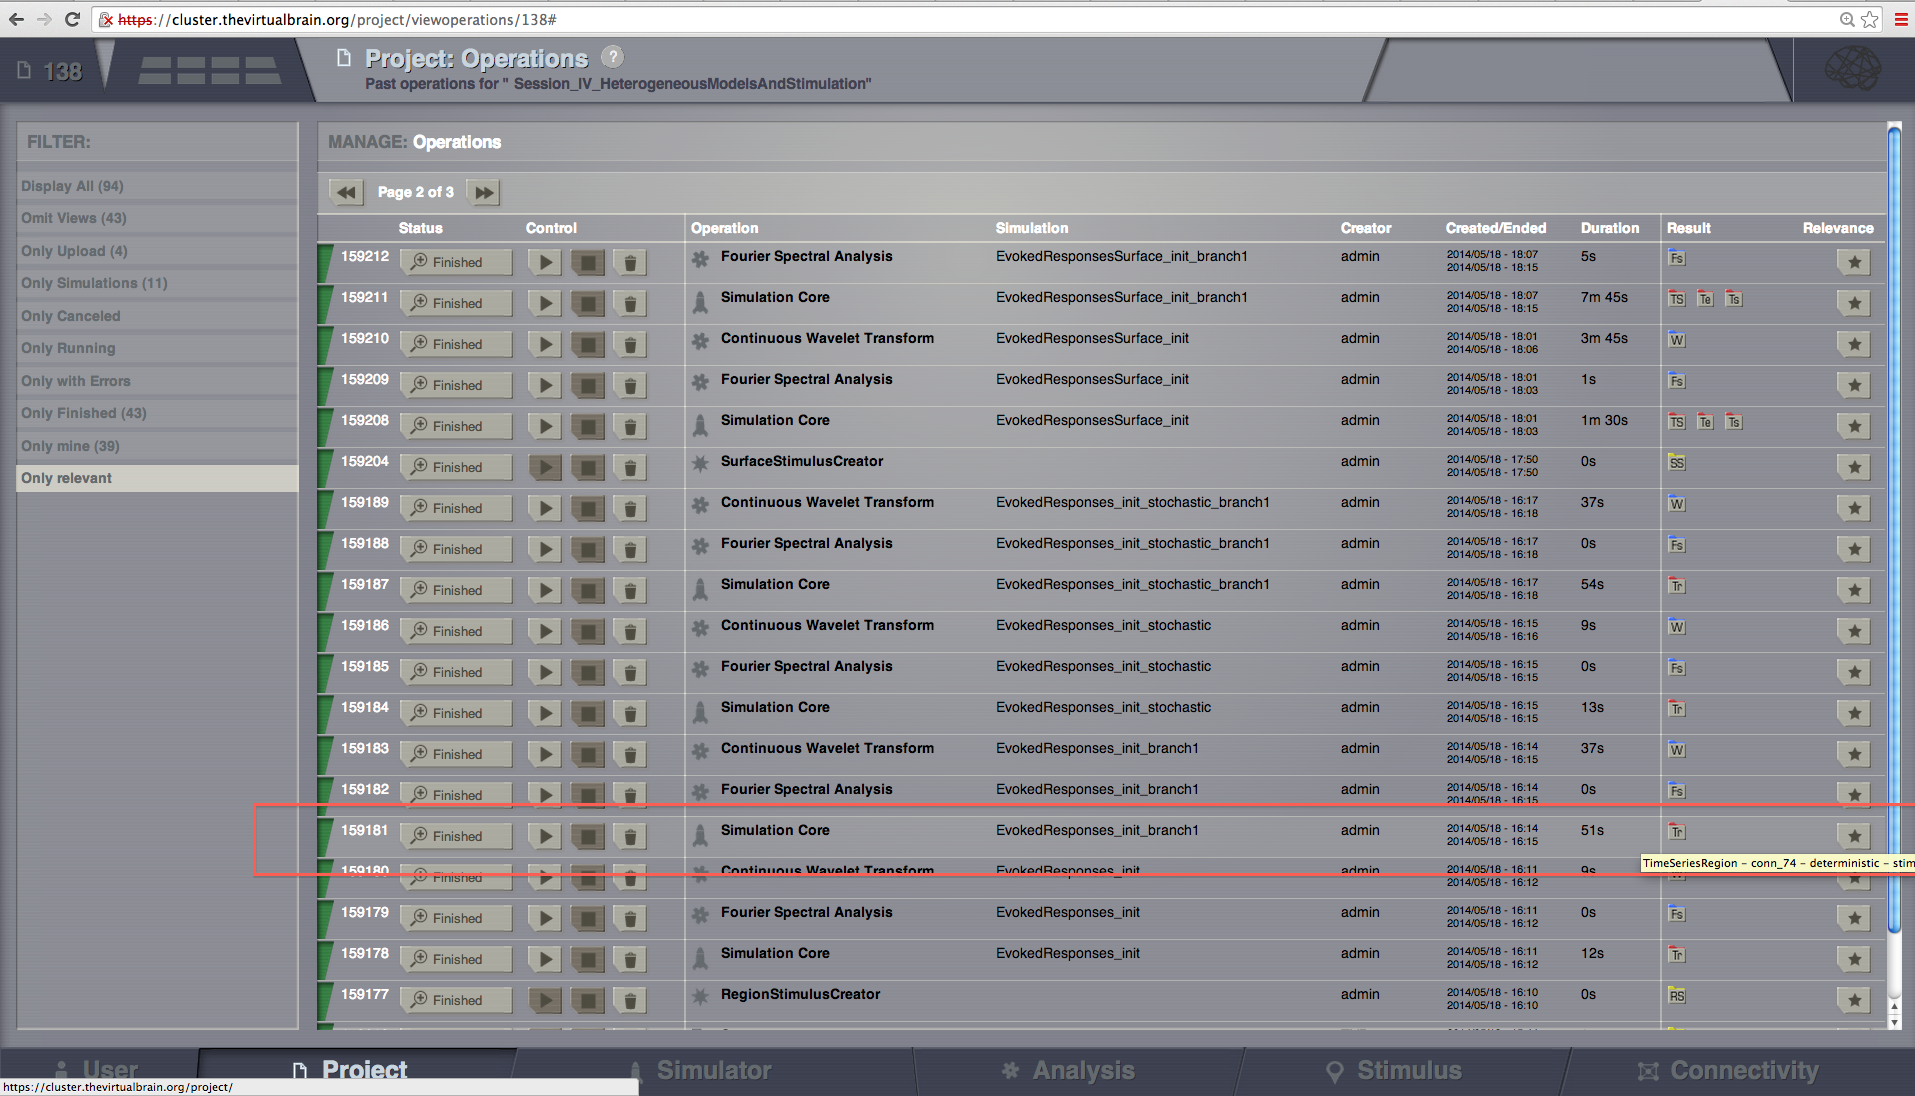 https://cluster.thevirtualbrain.org/project/viewoperations/138#
138
Project: Operations ?
Past operations for " Session_IV_HeterogeneousModelsAndStimulation"
FILTER:
Display All (94)
Omit Views (43)
Only Upload (4)
Only Simulations (11)
Only Canceled
Only Running
Only with Errors
Only Finished (43)
Only mine (39)
Only relevant
MANAGE: Operations
Page 2 of 3
Status Control Operation Simulation Creator Created/Ended Duration Result Relevance
159212 Finished Fourier Spectral Analysis EvokedResponsesSurface_init_branch1 admin 2014/05/18 - 18:07 5s Fs
2014/05/18 - 18:15
159211 Finished Simulation Core EvokedResponsesSurface_init_branch1 admin 2014/05/18 - 18:07 7m 45s TS Te Ts
2014/05/18 - 18:15
159210 Finished Continuous Wavelet Transform EvokedResponsesSurface_init admin 2014/05/18 - 18:01 3m 45s W
2014/05/18 - 18:06
159209 Finished Fourier Spectral Analysis EvokedResponsesSurface_init admin 2014/05/18 - 18:01 1s Fs
2014/05/18 - 18:03
159208 Finished Simulation Core EvokedResponsesSurface_init admin 2014/05/18 - 18:01 1m 30s TS Te Ts
2014/05/18 - 18:03
159204 Finished SurfaceStimulusCreator admin 2014/05/18 - 17:50 0s SS
2014/05/18 - 17:50
159189 Finished Continuous Wavelet Transform EvokedResponses_init_stochastic_branch1 admin 2014/05/18 - 16:17 37s W
2014/05/18 - 16:18
159188 Finished Fourier Spectral Analysis EvokedResponses_init_stochastic_branch1 admin 2014/05/18 - 16:17 0s Fs
2014/05/18 - 16:18
159187 Finished Simulation Core EvokedResponses_init_stochastic_branch1 admin 2014/05/18 - 16:17 54s Tr
2014/05/18 - 16:18
159186 Finished Continuous Wavelet Transform EvokedResponses_init_stochastic admin 2014/05/18 - 16:15 9s W
2014/05/18 - 16:16
159185 Finished Fourier Spectral Analysis EvokedResponses_init_stochastic admin 2014/05/18 - 16:15 0s Fs
2014/05/18 - 16:15
159184 Finished Simulation Core EvokedResponses_init_stochastic admin 2014/05/18 - 16:15 13s Tr
2014/05/18 - 16:15
159183 Finished Continuous Wavelet Transform EvokedResponses_init_branch1 admin 2014/05/18 - 16:14 37s W
2014/05/18 - 16:15
159182 Finished Fourier Spectral Analysis EvokedResponses_init_branch1 admin 2014/05/18 - 16:14 0s Fs
2014/05/18 - 16:15
159181 Finished Simulation Core EvokedResponses_init_branch1 admin 2014/05/18 - 16:14 51s Tr
2014/05/18 - 16:15
TimeSeriesRegion - conn_74 - deterministic - stim
159180 Finished Continuous Wavelet Transform EvokedResponses_init admin 2014/05/18 - 16:11 9s
2014/05/18 - 16:12
159179 Finished Fourier Spectral Analysis EvokedResponses_init admin 2014/05/18 - 16:11 0s Fs
2014/05/18 - 16:12
159178 Finished Simulation Core EvokedResponses_init admin 2014/05/18 - 16:11 12s Tr
2014/05/18 - 16:12
159177 Finished RegionStimulusCreator admin 2014/05/18 - 16:10 0s RS
2014/05/18 - 16:10
User Project Simulator Analysis Stimulus Connectivity
https://cluster.thevirtualbrain.org/project/